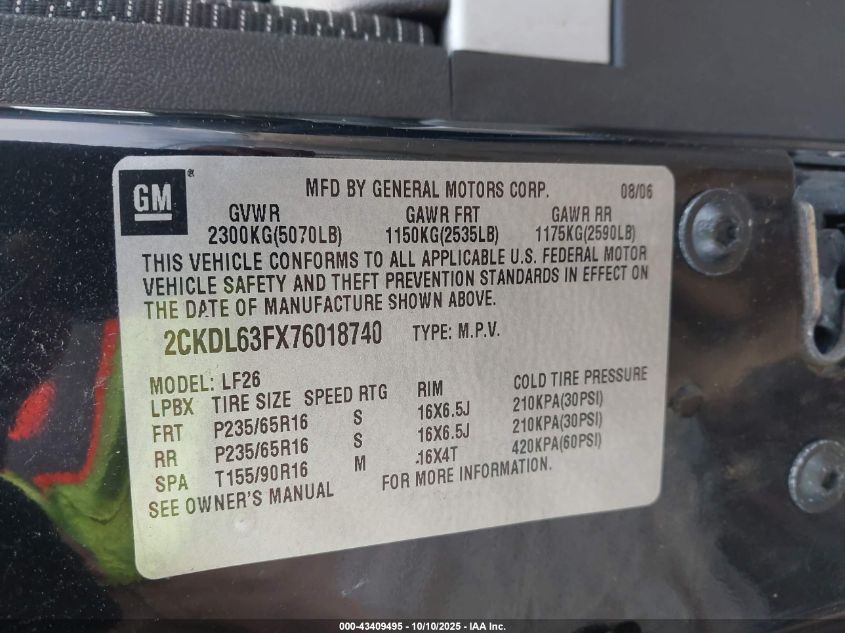 GM ®
MFD BY GENERAL MOTORS CORP. 08/06
GVWR GAWR FRT GAWR RR
2300KG(5070LB) 1150KG(2535LB) 1175KG(2590LB)
THIS VEHICLE CONFORMS TO ALL APPLICABLE U.S. FEDERAL MOTOR
VEHICLE SAFETY AND THEFT PREVENTION STANDARDS IN EFFECT ON
THE DATE OF MANUFACTURE SHOWN ABOVE.
2CKDL63FX76018740 TYPE: M.P.V.
MODEL: LF26
LPBX TIRE SIZE SPEED RTG RIM COLD TIRE PRESSURE
FRT P235/65R16 S 16X6.5J 210KPA(30PSI)
RR P235/65R16 S 16X6.5J 210KPA(30PSI)
SPA T155/90R16 M 16X4T 420KPA(60PSI)
SEE OWNER'S MANUAL FOR MORE INFORMATION.
000-43409495 - 10/10/2025 - IAA Inc.